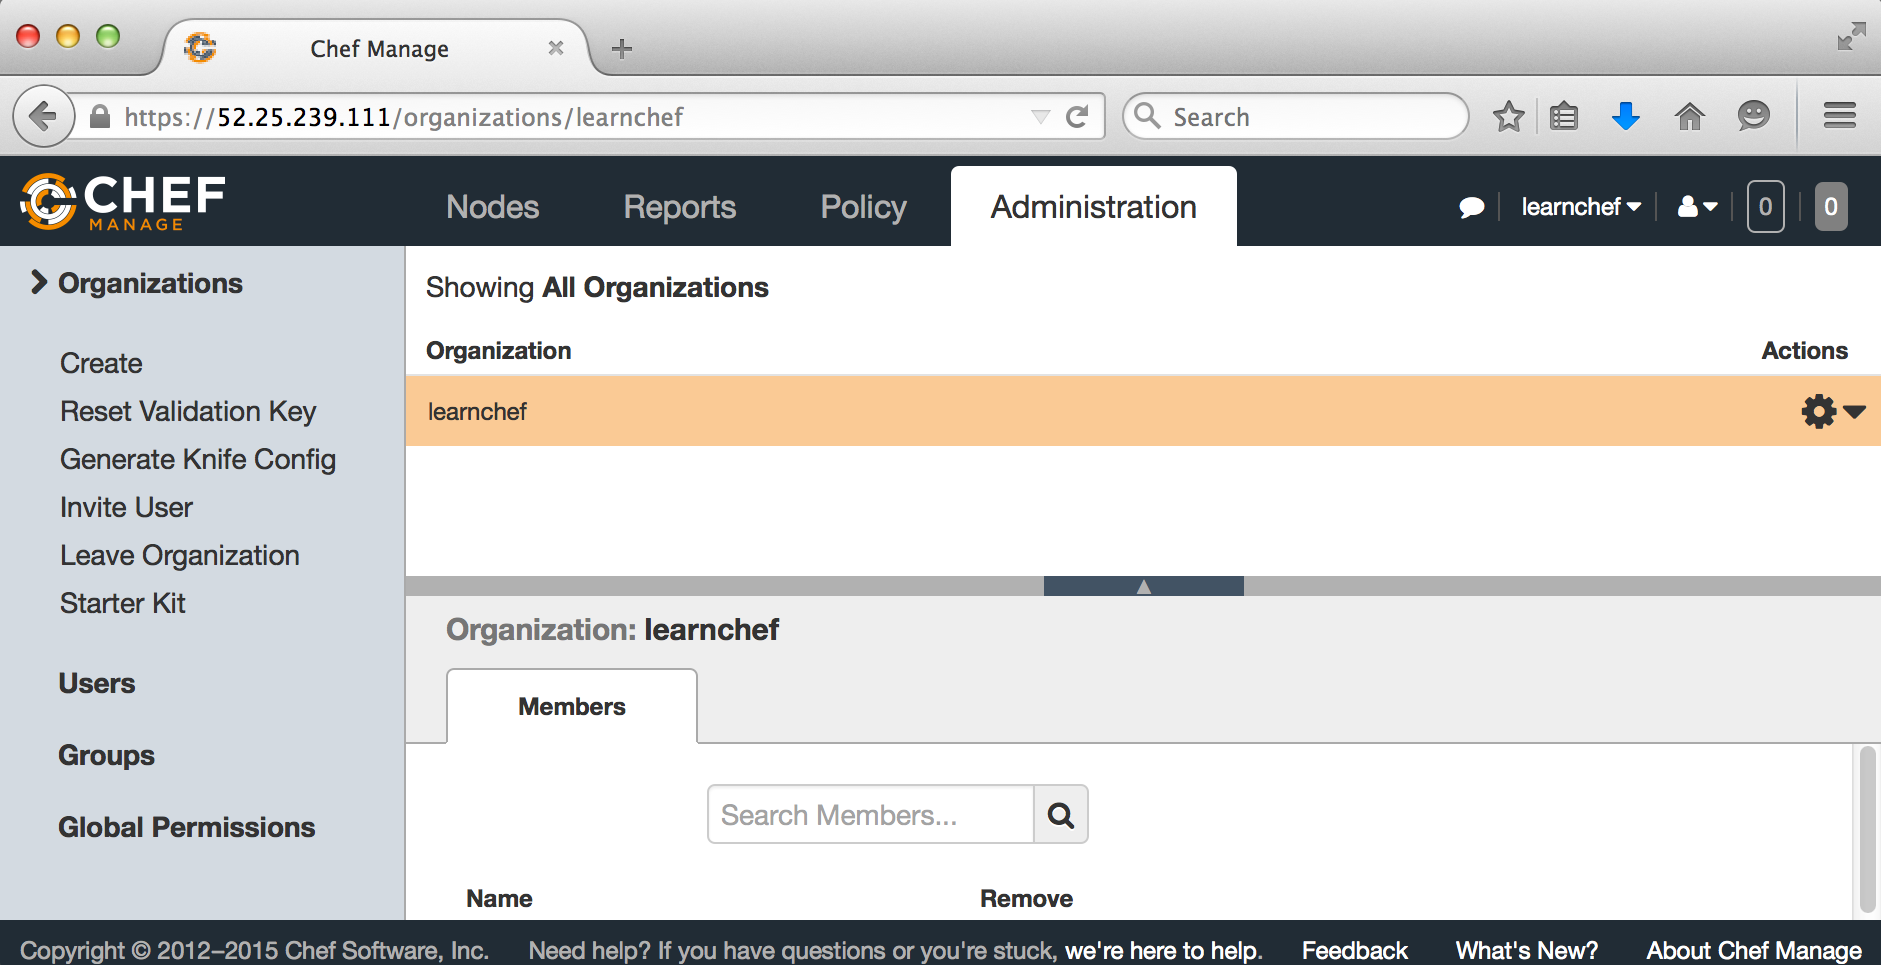 Chef Manage
https://52.25.239.111/organizations/learnchef
Search
CHEF
MANAGE
Nodes
Reports
Policy
Administration
learnchef
0
0
Organizations
Create
Reset Validation Key
Generate Knife Config
Invite User
Leave Organization
Starter Kit
Users
Groups
Global Permissions
Showing All Organizations
Organization
Actions
learnchef
Organization: learnchef
Members
Search Members...
Name
Remove
Copyright © 2012–2015 Chef Software, Inc.
Need help? If you have questions or you're stuck, we're here to help.
Feedback
What's New?
About Chef Manage